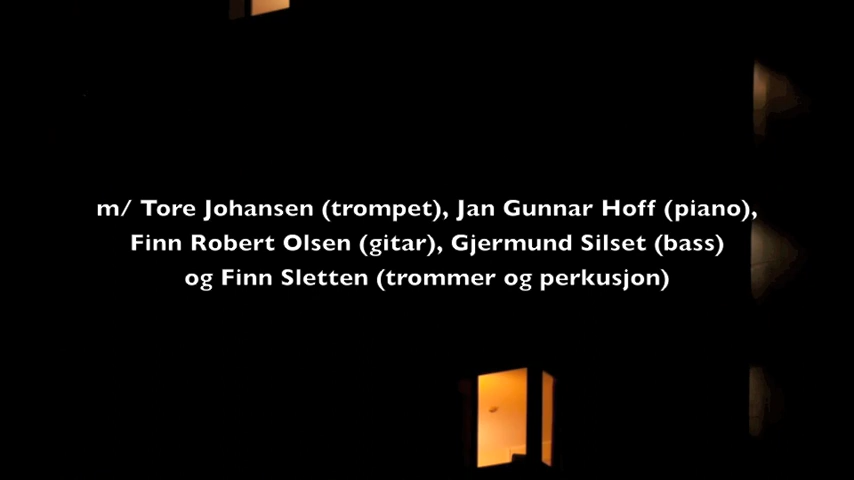 m/ Tore Johansen (trompet), Jan Gunnar Hoff (piano),
Finn Robert Olsen (gitar), Gjermund Silset (bass)
og Finn Sletten (trommer og perkusjon)